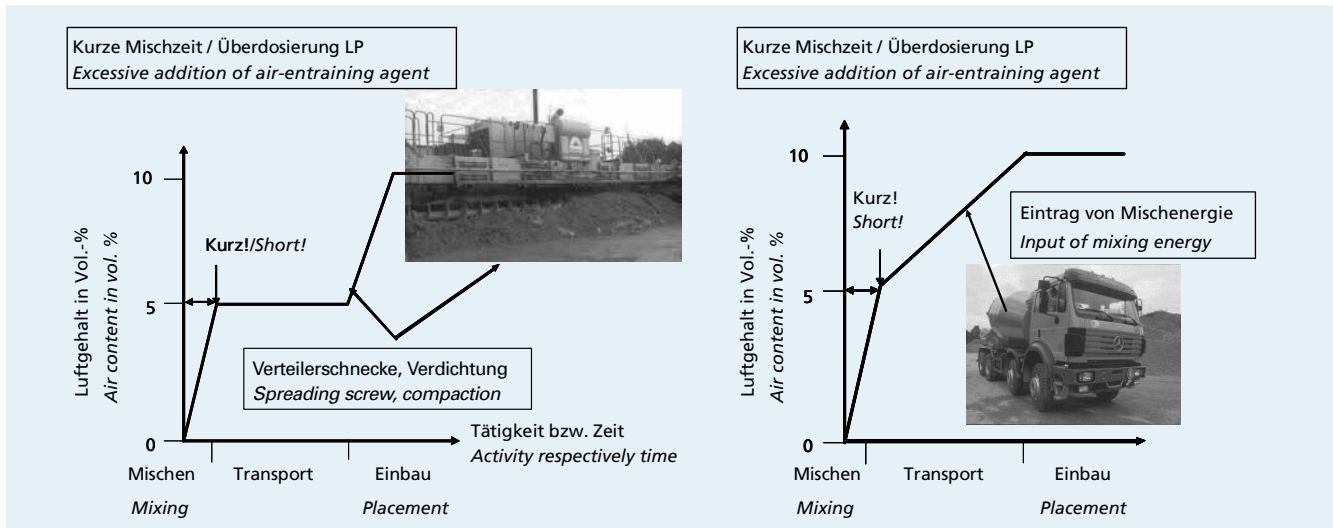 Kurze Mischzeit / Überdosierung LP
Excessive addition of air-entraining agent
10
5
0
Luftgehalt in Vol.-%
Air content in vol. %
Kurz!/Short!
Verteilerschnecke, Verdichtung
Spreading screw, compaction
Tätigkeit bzw. Zeit
Activity respectively time
Mischen
Mixing
Transport
Einbau
Placement
Kurze Mischzeit / Überdosierung LP
Excessive addition of air-entraining agent
10
5
0
Luftgehalt in Vol.-%
Air content in vol. %
Kurz!
Short!
Eintrag von Mischenergie
Input of mixing energy
Mischen
Mixing
Transport
Einbau
Placement